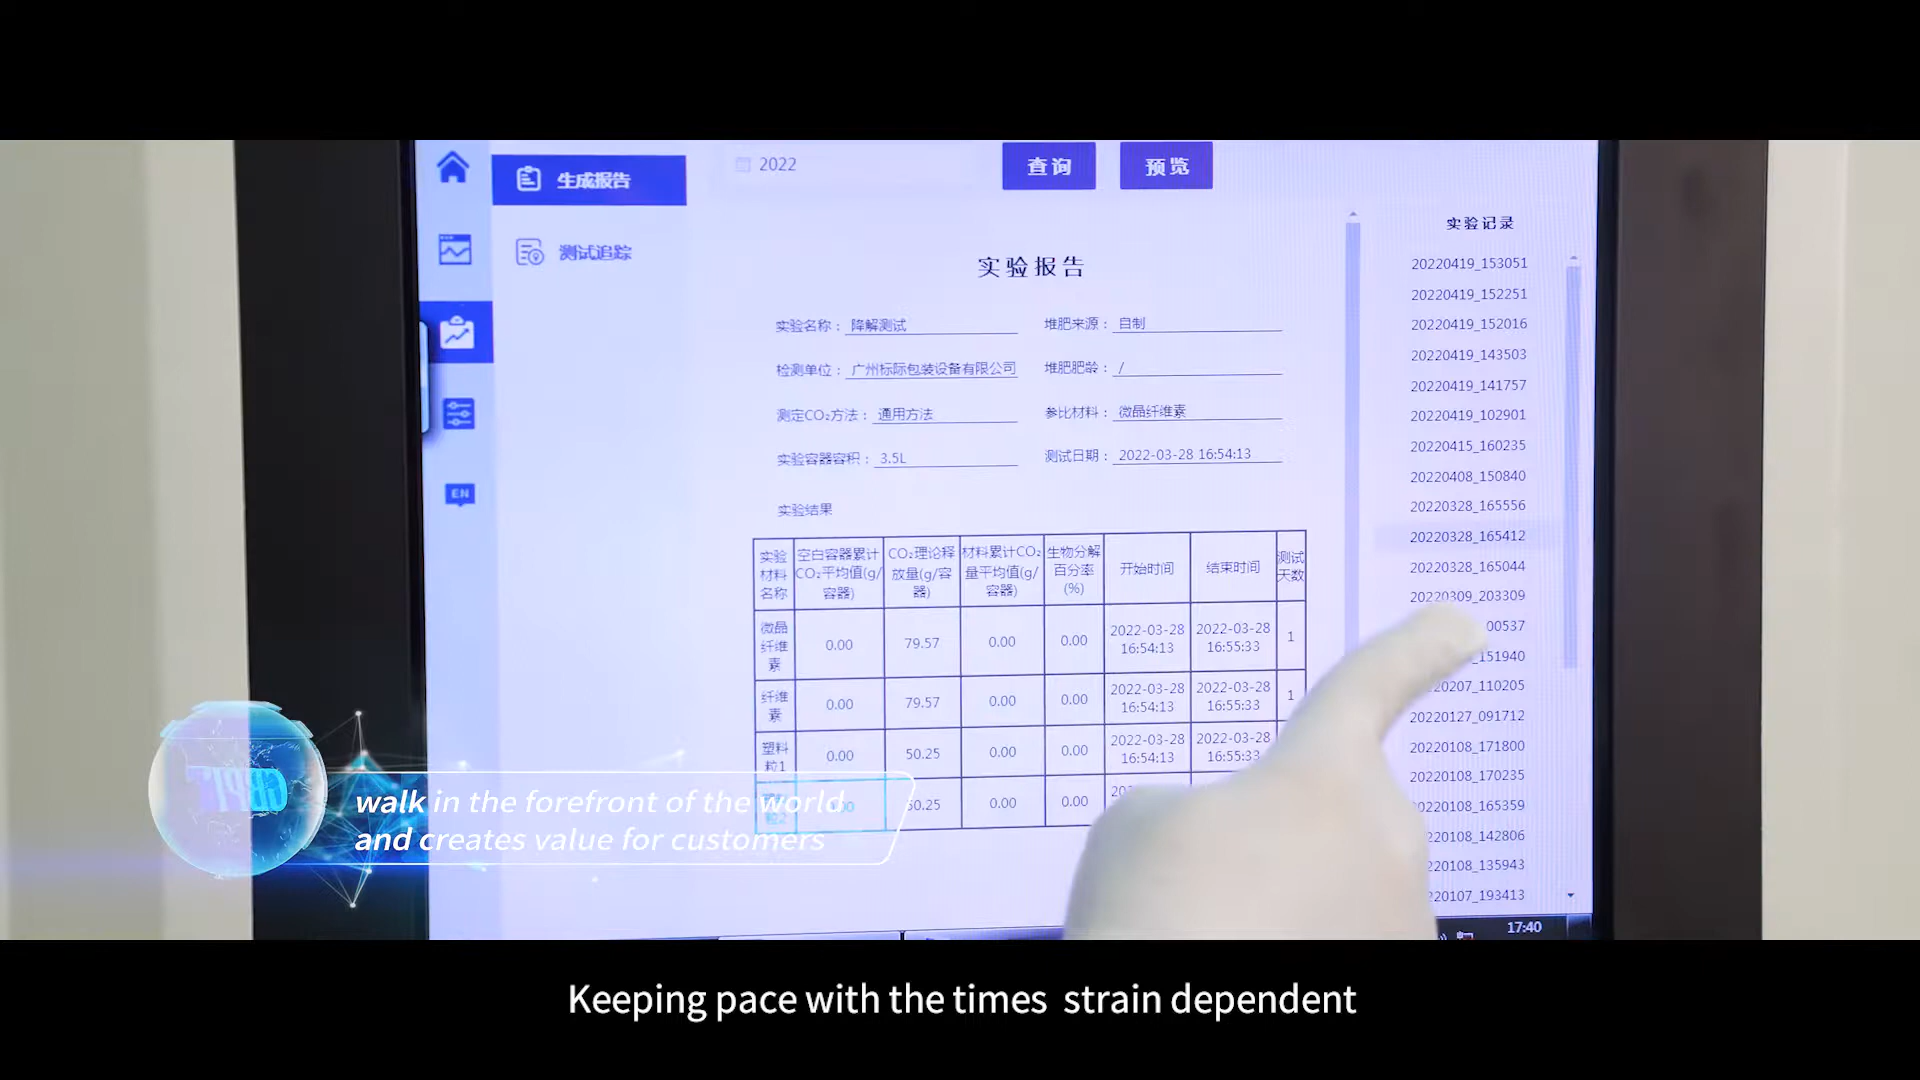 2022
查询
预览
生成报告
测试追踪
EN
实验报告
实验名称： 降解测试
堆肥来源： 自制
检测单位： 广州标际包装设备有限公司
堆肥肥龄： /
测定CO₂方法： 通用方法
参比材料： 微晶纤维素
实验容器容积： 3.5L
测试日期： 2022-03-28 16:54:13
实验结果
实验
材料
名称
空白容器累计
CO₂平均值(g/
容器)
CO₂理论释
放量(g/容
器)
材料累计CO₂
量平均值(g/
容器)
生物分解
百分率
(%)
开始时间
结束时间
测试
天数
微晶
纤维
素
0.00
79.57
0.00
0.00
2022-03-28
16:54:13
2022-03-28
16:55:33
1
纤维
素
0.00
79.57
0.00
0.00
2022-03-28
16:54:13
2022-03-28
16:55:33
1
塑料
粒1
0.00
50.25
0.00
0.00
2022-03-28
16:54:13
2022-03-28
16:55:33
粒2
50.25
0.00
0.00
实验记录
20220419_153051
20220419_152251
20220419_152016
20220419_143503
20220419_141757
20220419_102901
20220415_160235
20220408_150840
20220328_165556
20220328_165412
20220328_165044
20220309_203309
00537
_151940
20207_110205
20220127_091712
20220108_171800
20220108_170235
20220108_165359
20220108_142806
220108_135943
220107_193413
17:40
GBPI
walk in the forefront of the world
and creates value for customers
Keeping pace with the times strain dependent